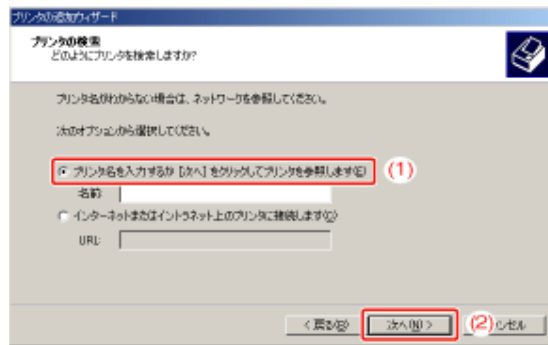 プリンタの追加ウィザード
プリンタの検索
どのようにプリンタを検索しますか?
プリンタ名がわからない場合は、ネットワークを参照してください。
次のオプションから選択してください。
プリンタ名を入力するか [次へ] をクリックしてプリンタを参照します(E) (1)
名前:
インターネットまたはイントラネット上のプリンタに接続します(C)
URL:
< 戻る(B) 次へ(N) > (2) ンセル